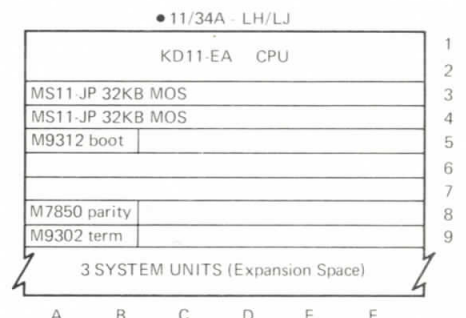 ● 11/34A - LH/LJ
KD11-EA CPU
1
2
MS11-JP 32KB MOS 3
MS11-JP 32KB MOS 4
M9312 boot 5
6
7
M7850 parity 8
M9302 term 9
3 SYSTEM UNITS (Expansion Space)
A B C D E F